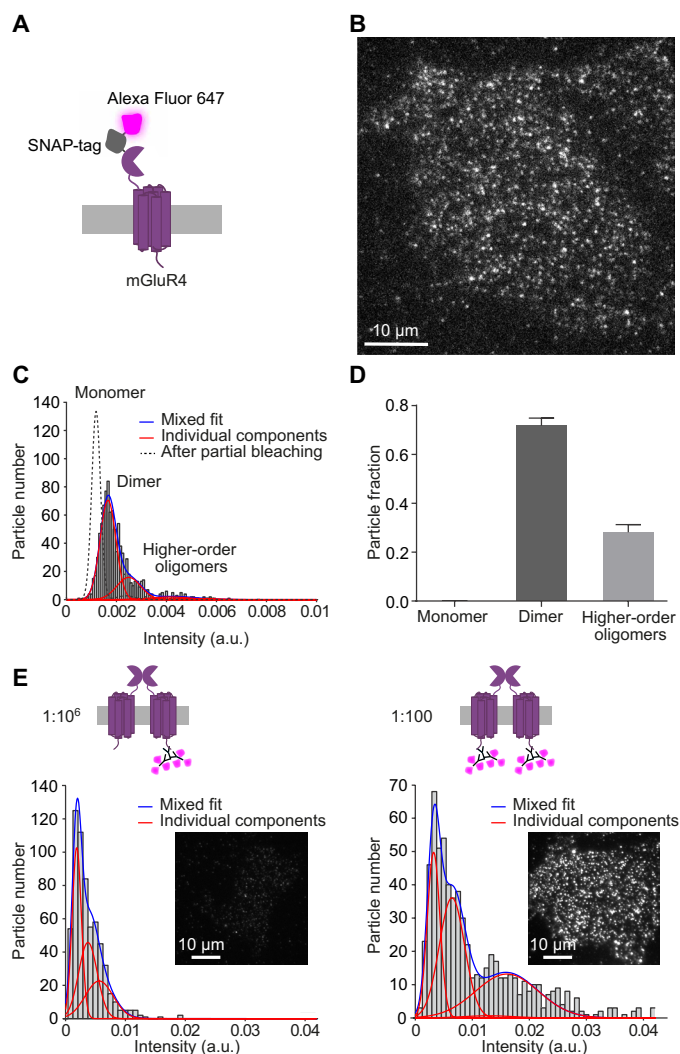 A
Alexa Fluor 647
SNAP-tag
mGluR4
B
10 µm
C
Monomer
Dimer
Higher-order
oligomers
Mixed fit
Individual components
After partial bleaching
Particle number
140
120
100
80
60
40
20
0
0 0.002 0.004 0.006 0.008 0.01
Intensity (a.u.)
D
Particle fraction
0.8
0.6
0.4
0.2
0.0
Monomer Dimer Higher-order
oligomers
E
1:10⁶
Mixed fit
Individual components
Particle number
140
120
100
80
60
40
20
0
10 µm
0 0.01 0.02 0.03 0.04
Intensity (a.u.)
1:100
Mixed fit
Individual components
Particle number
70
60
50
40
30
20
10
0
10 µm
0 0.01 0.02 0.03 0.04
Intensity (a.u.)